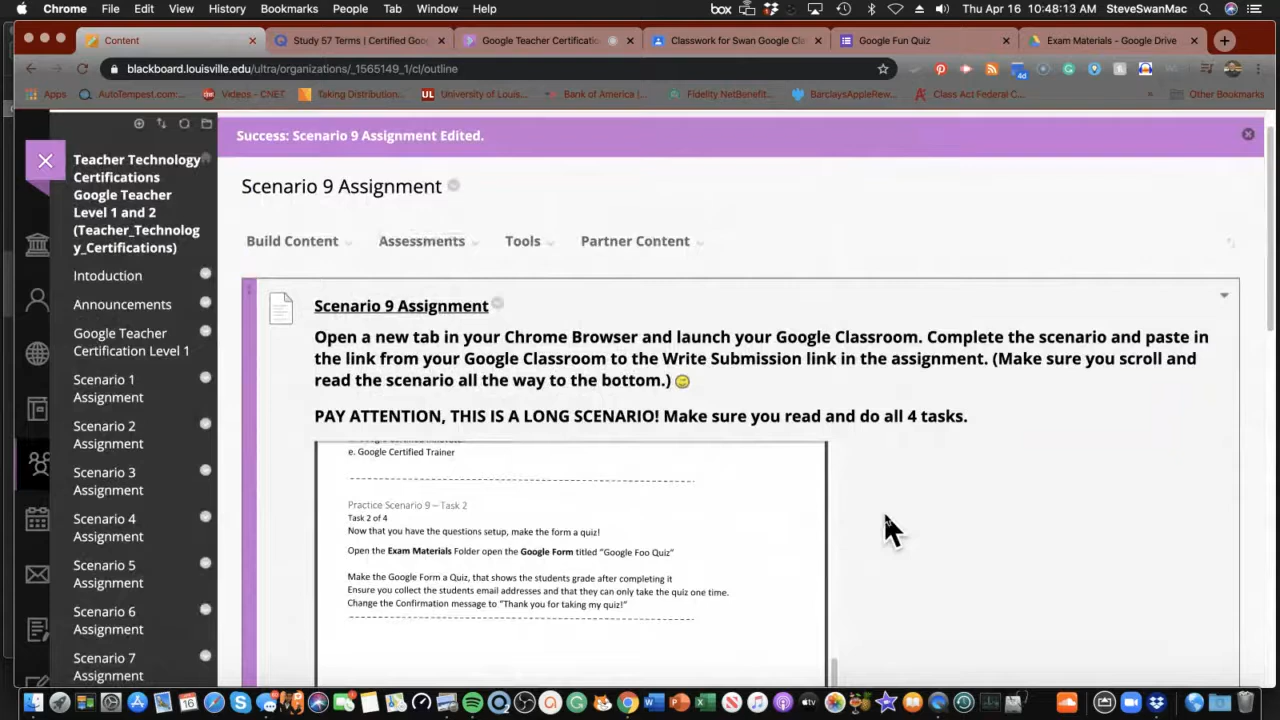 Chrome File Edit View History Bookmarks People Tab Window Help box Thu Apr 16 10:48:13 AM SteveSwanMac
Content Study 57 Terms | Certified Goo Google Teacher Certificatio Classwork for Swan Google Cla Google Fun Quiz Exam Materials - Google Drive
blackboard.louisville.edu/ultra/organizations/_1565149_1/cl/outline
Apps AutoTempest.com:... Videos - CNET Taking Distribution... University of Louis... Bank of America |... Fidelity NetBenefit... BarclaysAppleRew... Class Act Federal C... » Other Bookmarks
Success: Scenario 9 Assignment Edited.
Teacher Technology
Certifications
Google Teacher
Level 1 and 2
(Teacher_Technolog
y_Certifications)
Intoduction
Announcements
Google Teacher
Certification Level 1
Scenario 1
Assignment
Scenario 2
Assignment
Scenario 3
Assignment
Scenario 4
Assignment
Scenario 5
Assignment
Scenario 6
Assignment
Scenario 7
Assignment
Scenario 9 Assignment
Build Content Assessments Tools Partner Content
Scenario 9 Assignment
Open a new tab in your Chrome Browser and launch your Google Classroom. Complete the scenario and paste in
the link from your Google Classroom to the Write Submission link in the assignment. (Make sure you scroll and
read the scenario all the way to the bottom.)
PAY ATTENTION, THIS IS A LONG SCENARIO! Make sure you read and do all 4 tasks.
e. Google Certified Trainer
Practice Scenario 9 – Task 2
Task 2 of 4
Now that you have the questions setup, make the form a quiz!
Open the Exam Materials Folder open the Google Form titled "Google Foo Quiz"
Make the Google Form a Quiz, that shows the students grade after completing it
Ensure you collect the students email addresses and that they can only take the quiz one time.
Change the Confirmation message to "Thank you for taking my quiz!"